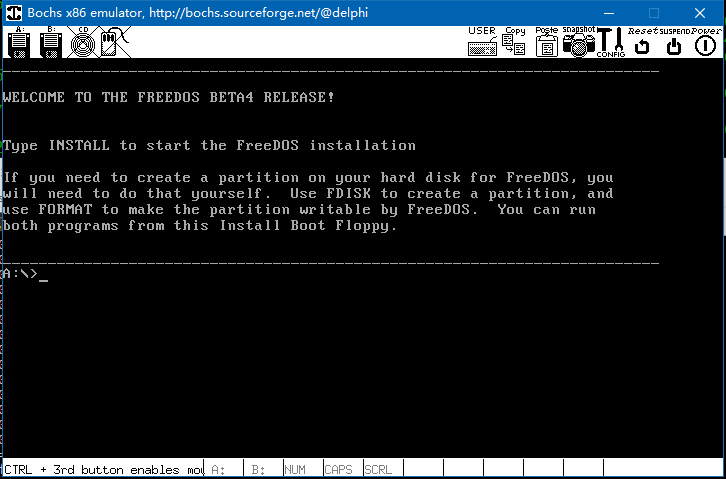 Bochs x86 emulator, http://bochs.sourceforge.net/@delphi
A: B: CD USER Copy Paste snapshot CONFIG Reset SUSPEND Power
WELCOME TO THE FREEDOS BETA4 RELEASE!
Type INSTALL to start the FreeDOS installation
If you need to create a partition on your hard disk for FreeDOS, you
will need to do that yourself.  Use FDISK to create a partition, and
use FORMAT to make the partition writable by FreeDOS.  You can run
both programs from this Install Boot Floppy.
A:\>_
CTRL + 3rd button enables mou A: B: NUM CAPS SCRL